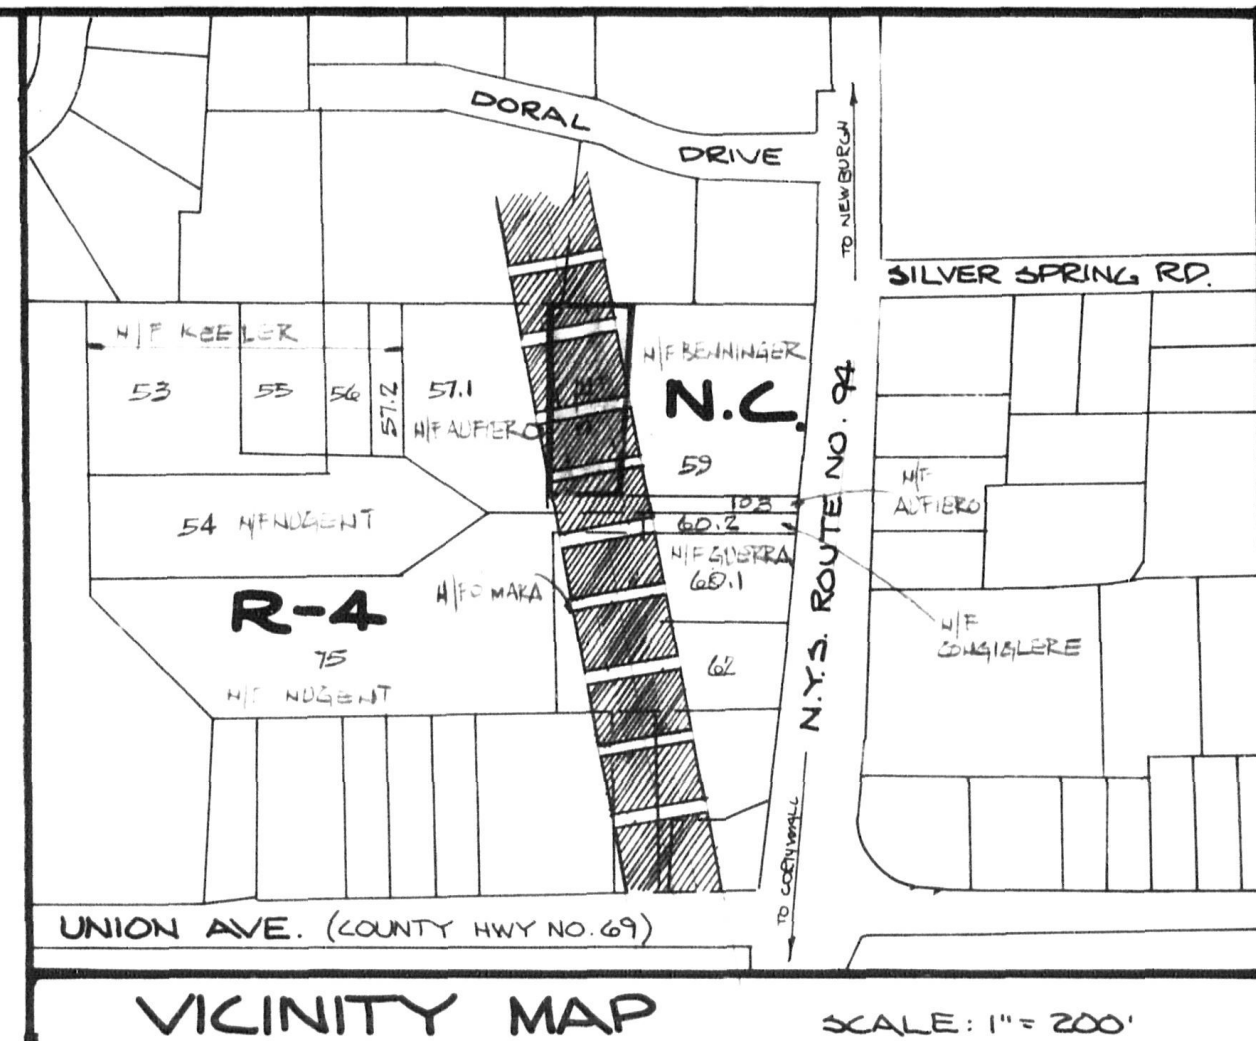 DORAL
DRIVE
TO NEWBURGH
SILVER SPRING RD.
N/F KEELER
53
55
56
57.2
57.1
N/F AUFIERO
N/F BENNINGER
N.C.
59
103
60.2
N/F GUERRA
60.1
62
N/F
AUFIERO
N/F
CONGIGLERE
N.Y.S. ROUTE NO. 94
54 N/F NUGENT
R-4
75
N/F NUGENT
N/F O MAKA
TO CORNWALL
UNION AVE. (COUNTY HWY NO. 69)
VICINITY MAP
SCALE: 1" = 200'